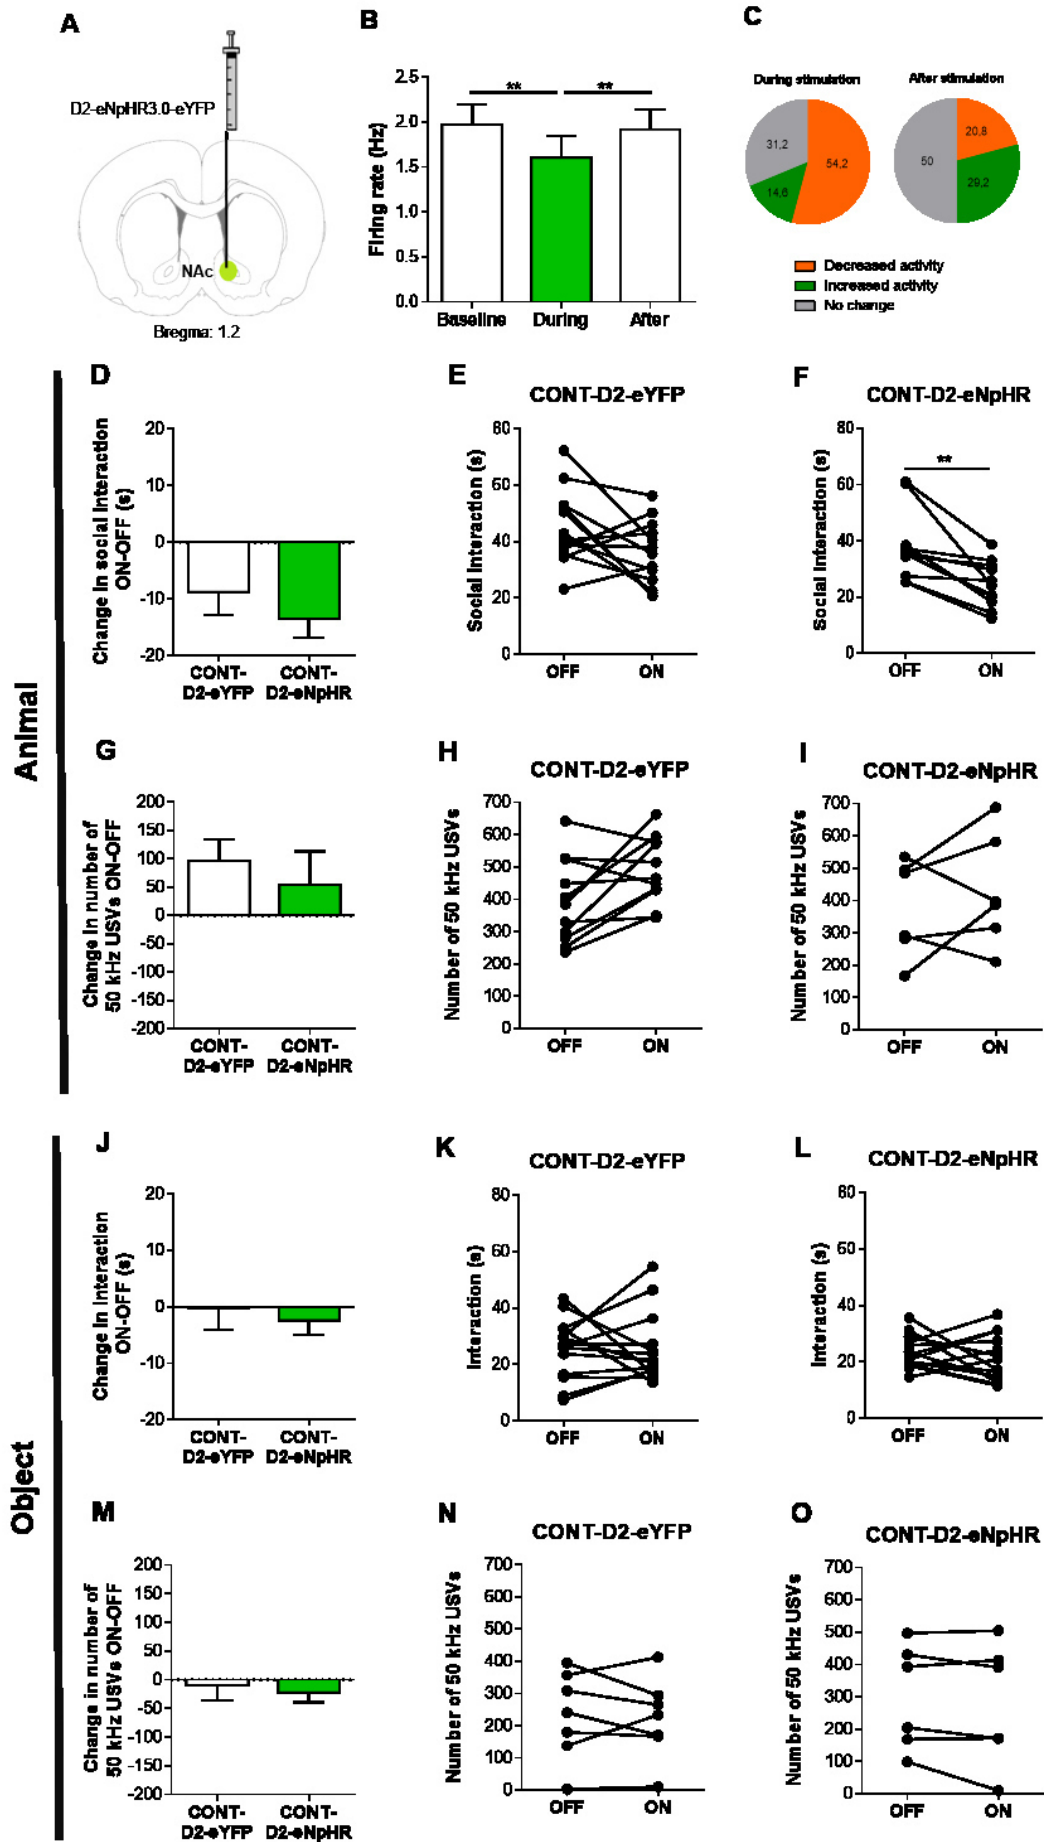 A
D2-eNpHR3.0-eYFP
NAc
Bregma: 1.2
B
Firing rate (Hz)
2.5
2.0
1.5
1.0
0.5
0.0
**
**
Baseline
During
After
C
During stimulation
After stimulation
31,2
54,2
14,6
20,8
50
29,2
Decreased activity
Increased activity
No change
Animal
D
Change in social interaction
ON-OFF (s)
20
10
0
-10
-20
CONT-
D2-eYFP
CONT-
D2-eNpHR
E
CONT-D2-eYFP
Social Interaction (s)
80
60
40
20
0
OFF
ON
F
CONT-D2-eNpHR
Social Interaction (s)
80
60
40
20
0
**
OFF
ON
G
Change in number of
50 kHz USVs ON-OFF
200
150
100
50
0
-50
-100
-150
-200
CONT-
D2-eYFP
CONT-
D2-eNpHR
H
CONT-D2-eYFP
Number of 50 kHz USVs
700
600
500
400
300
200
100
0
OFF
ON
I
CONT-D2-eNpHR
Number of 50 kHz USVs
700
600
500
400
300
200
100
0
OFF
ON
Object
J
Change in Interaction
ON-OFF (s)
20
10
0
-10
-20
CONT-
D2-eYFP
CONT-
D2-eNpHR
K
CONT-D2-eYFP
Interaction (s)
80
60
40
20
0
OFF
ON
L
CONT-D2-eNpHR
Interaction (s)
80
60
40
20
0
OFF
ON
M
Change in number of
50 kHz USVs ON-OFF
200
150
100
50
0
-50
-100
-150
-200
CONT-
D2-eYFP
CONT-
D2-eNpHR
N
CONT-D2-eYFP
Number of 50 kHz USVs
700
600
500
400
300
200
100
0
OFF
ON
O
CONT-D2-eNpHR
Number of 50 kHz USVs
700
600
500
400
300
200
100
0
OFF
ON